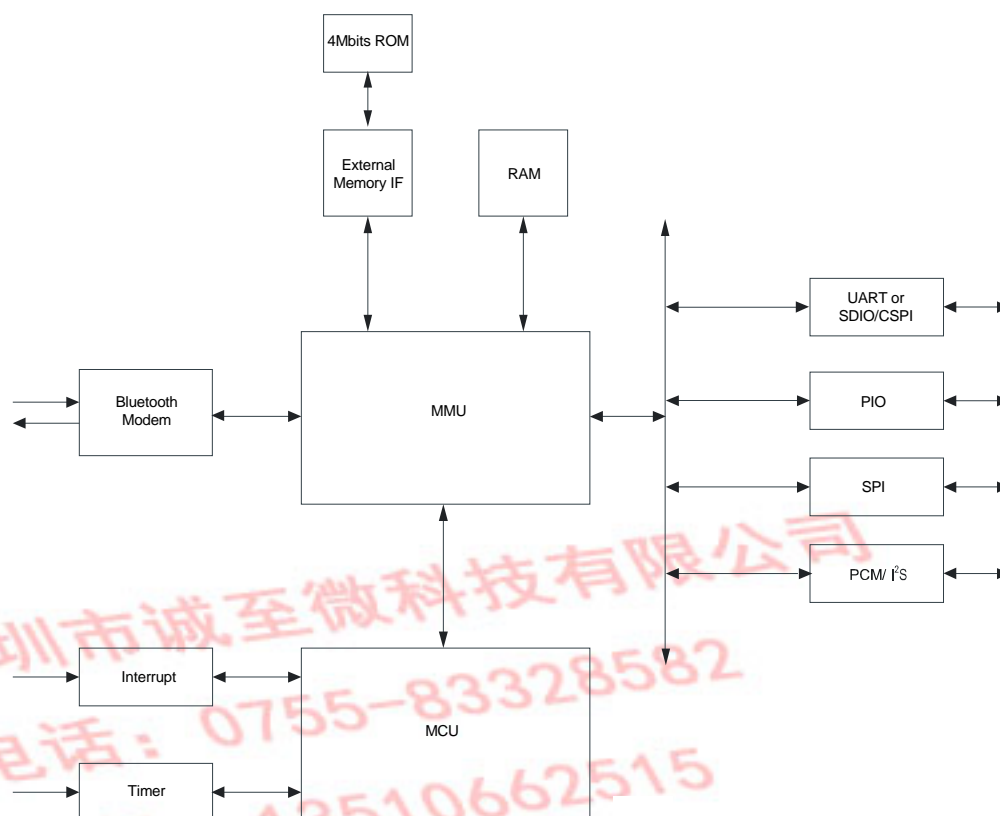 4Mbits ROM
External
Memory IF
RAM
UART or
SDIO/CSPI
Bluetooth
Modem
MMU
PIO
SPI
PCM/ I²S
圳市诚至微科技有限公司
Interrupt
电话：0755-83328582
MCU
Timer
13510662515